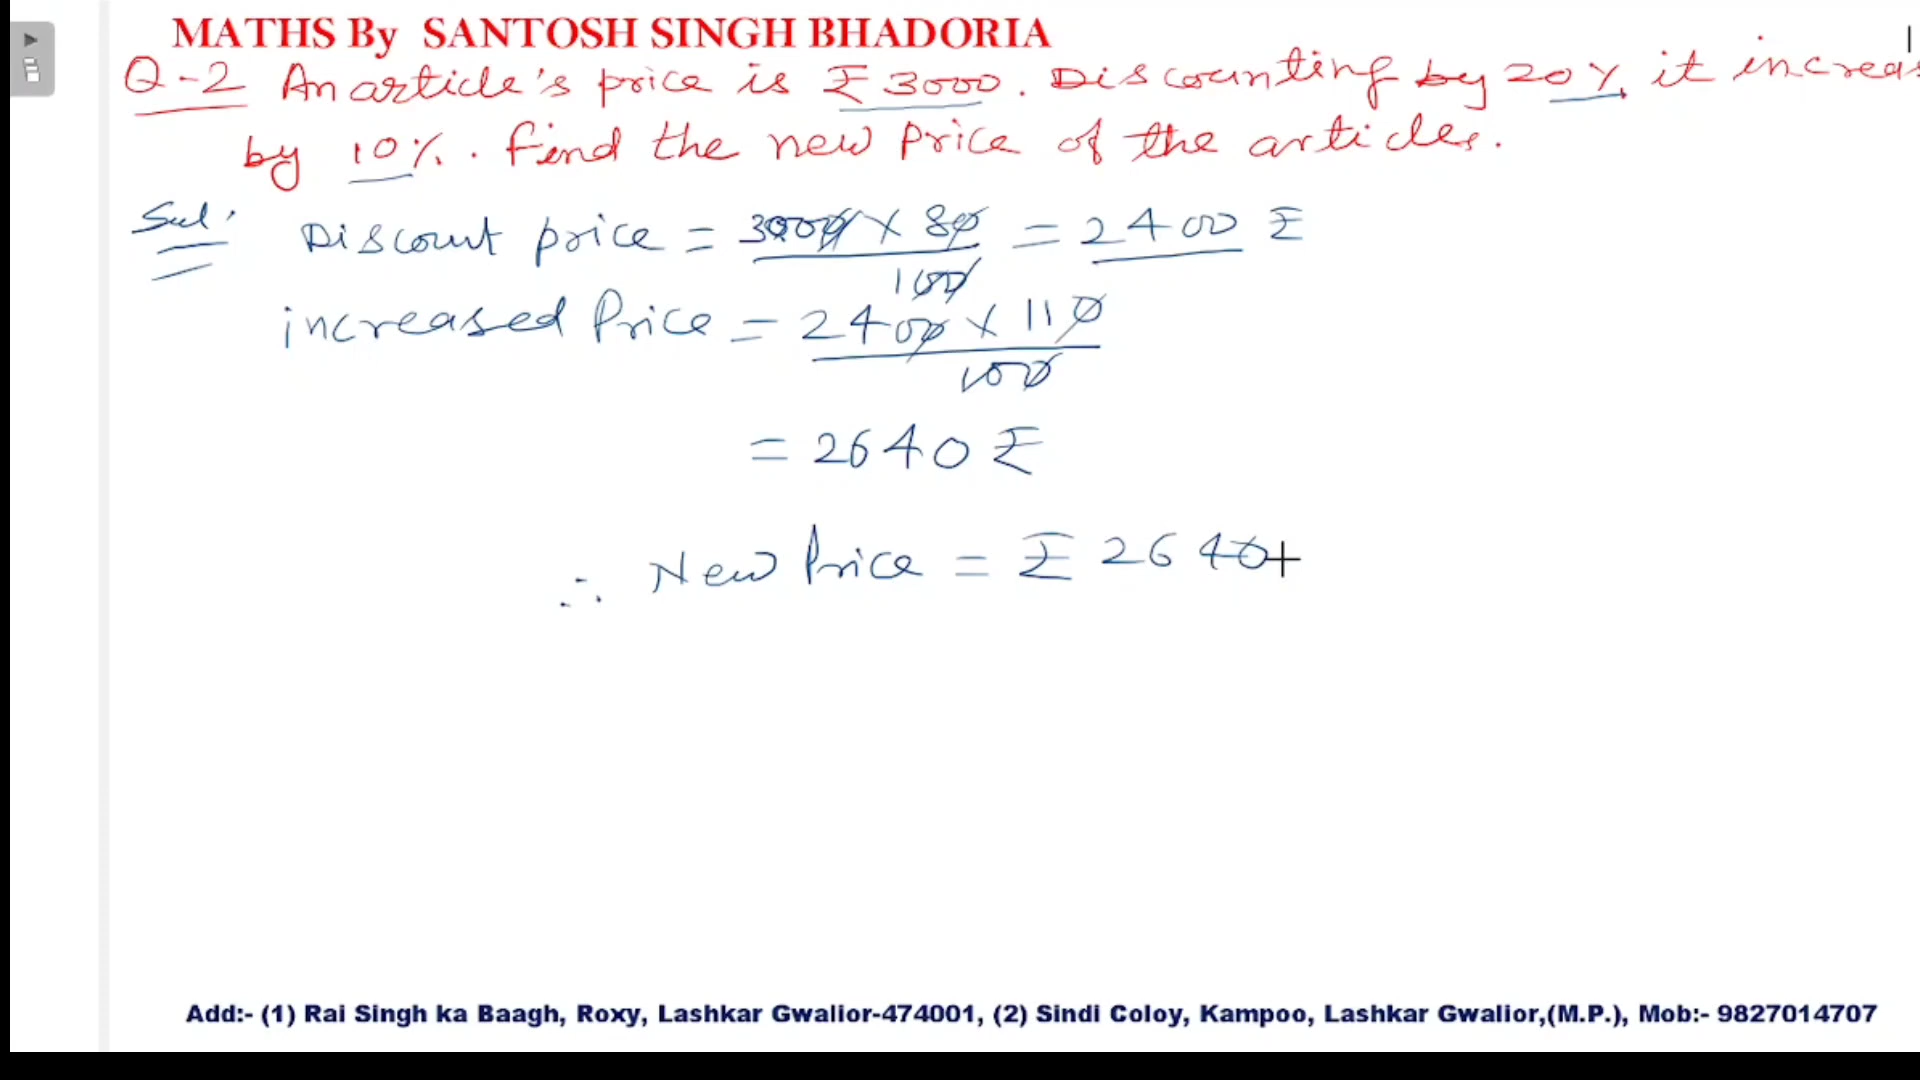 MATHS By SANTOSH SINGH BHADORIA
Q-2 An article's price is ₹ 3000. Discounting by 20% it increas
by 10%. find the new price of the articles.
Sol. Discount price = 3000 × 80 / 100 = 2400 ₹
increased Price = 2400 × 110 / 100
= 2640 ₹
∴ New Price = ₹ 2640
Add:- (1) Rai Singh ka Baagh, Roxy, Lashkar Gwalior-474001, (2) Sindi Coloy, Kampoo, Lashkar Gwalior,(M.P.), Mob:- 9827014707